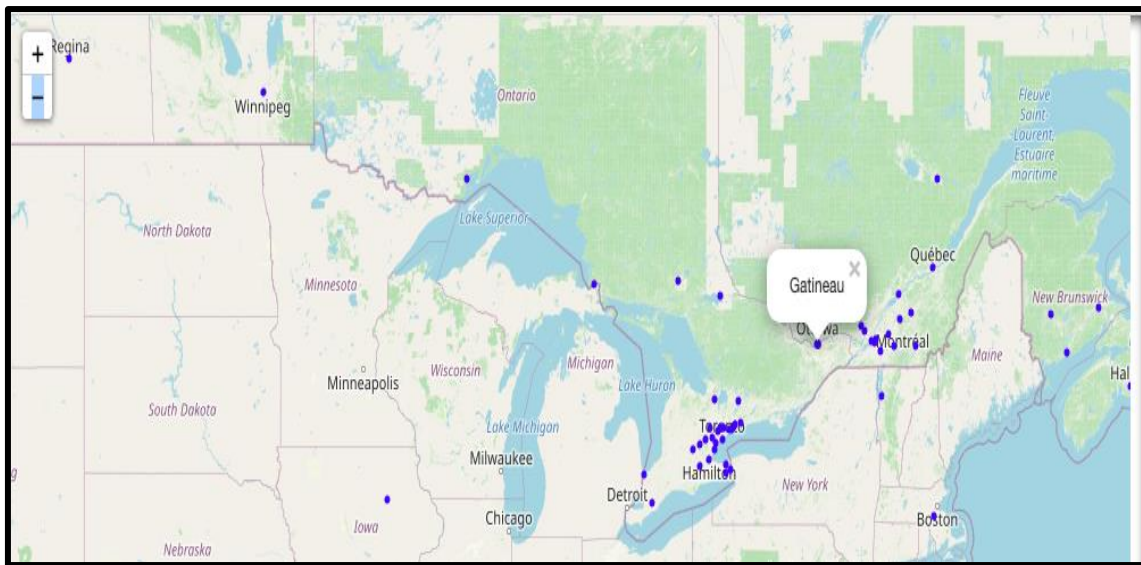 +
−
Regina
Winnipeg
Ontario
Fleuve
Saint-
Laurent,
Estuaire
maritime
North Dakota
Lake Superior
Québec
×
Gatineau
Minnesota
New Brunswick
Montréal
Maine
Michigan
Wisconsin
Lake Huron
Minneapolis
Hal
South Dakota
Lake Michigan
Toronto
Milwaukee
Hamilton
New York
Detroit
Chicago
Boston
Iowa
Nebraska